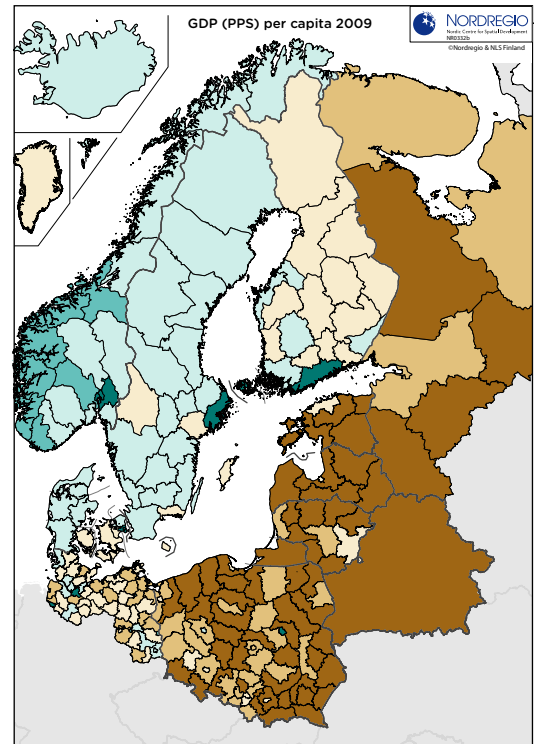 GDP (PPS) per capita 2009
NORDREGIO
Nordic Centre for Spatial Development
NR0332b
©Nordregio & NLS Finland